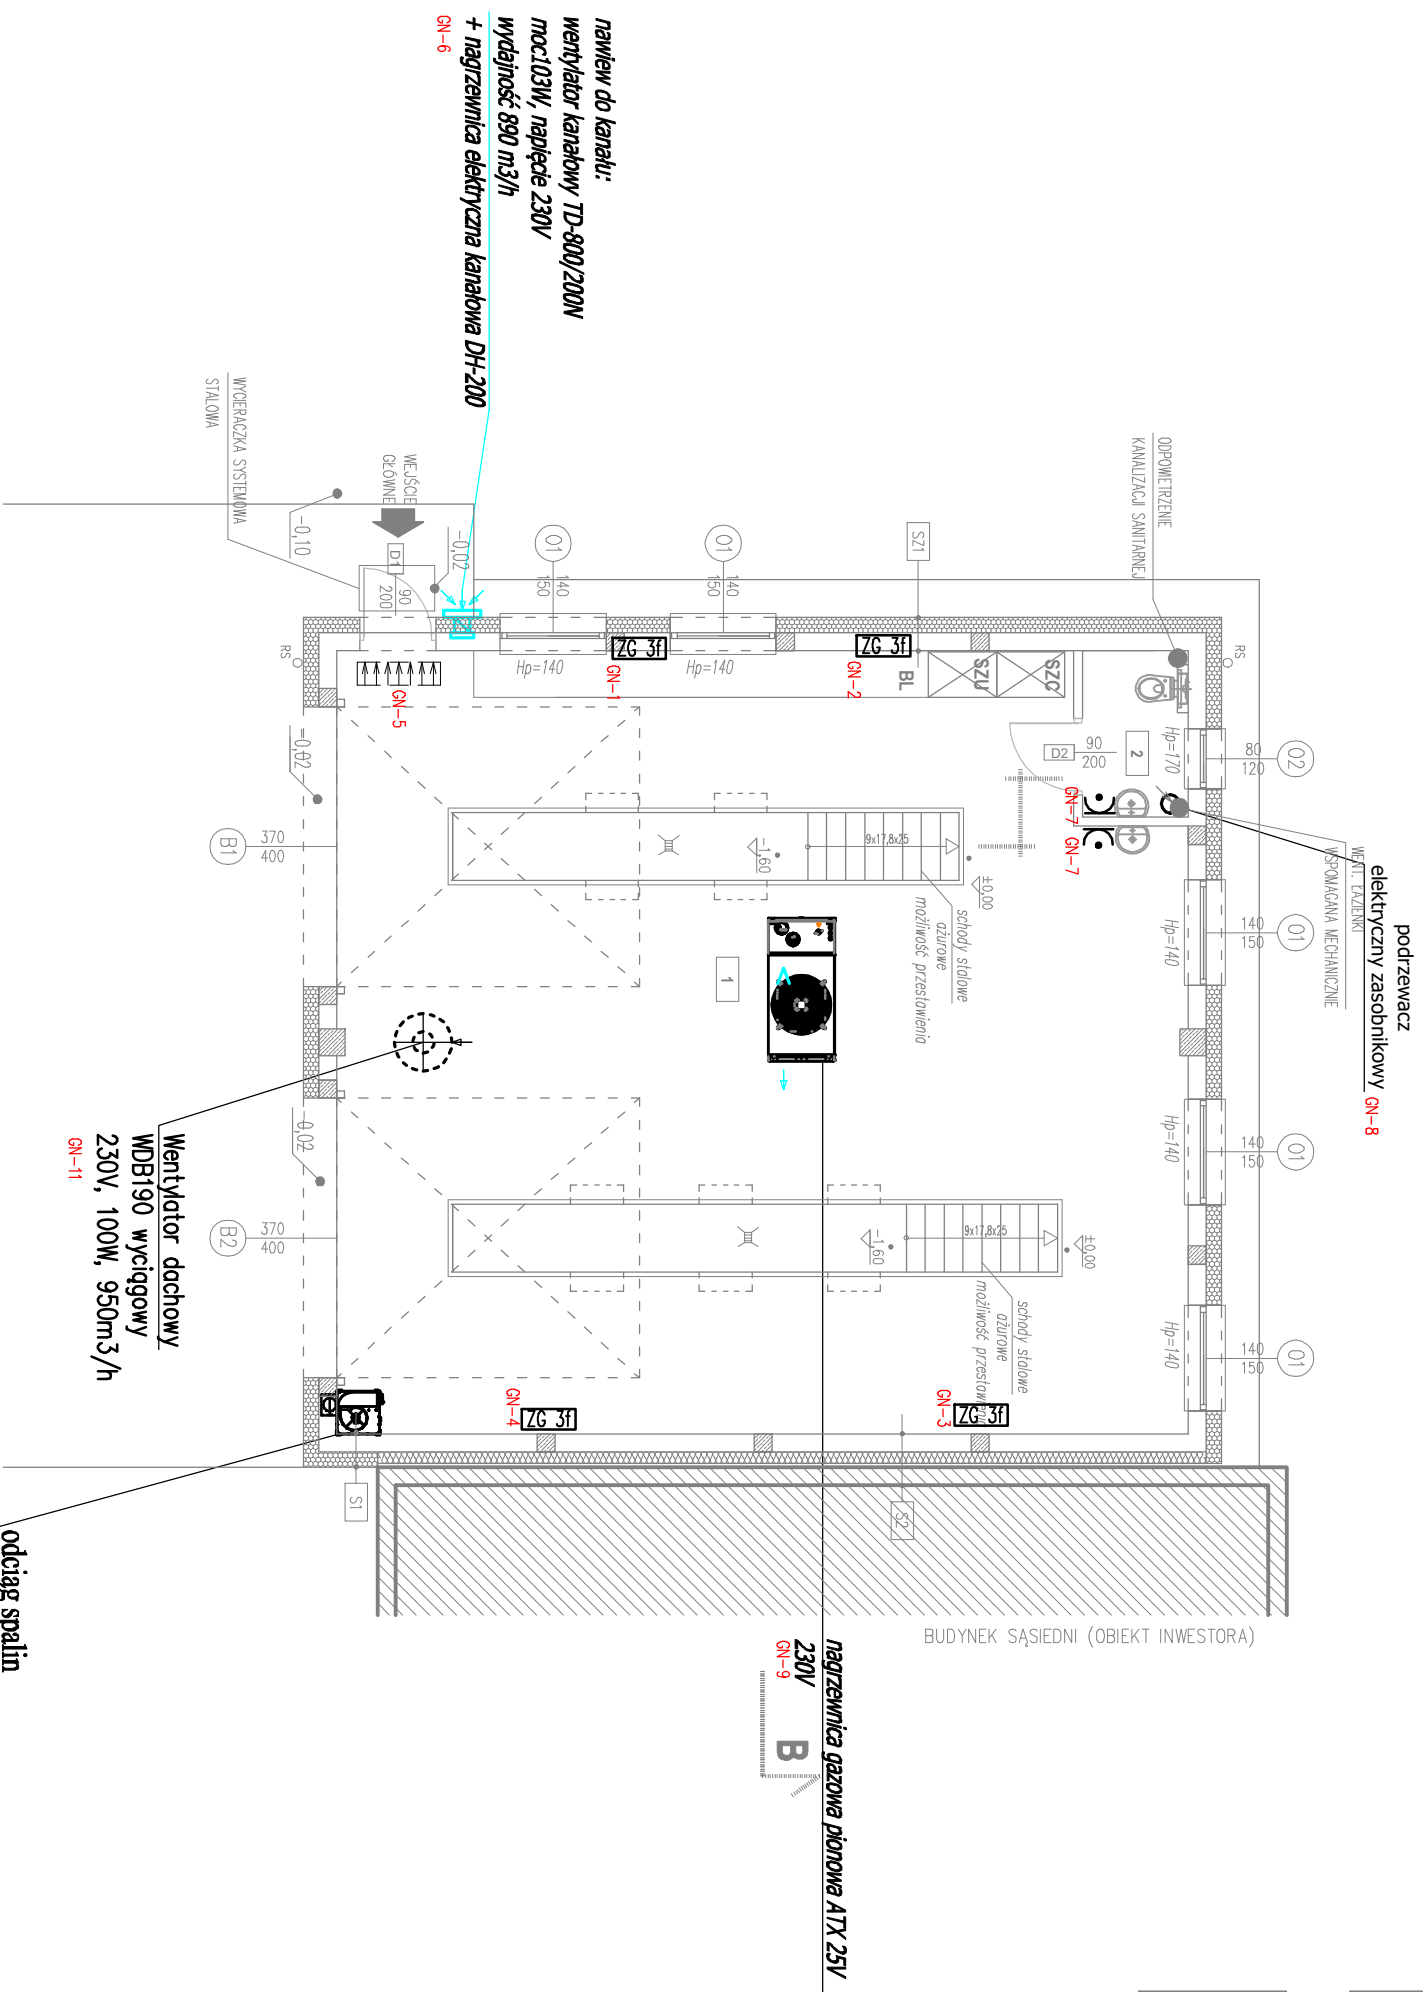 nawiew do kanału:
wentylator kanałowy TD-800/200N
moc103W, napięcie 230V
wydajność 890 m3/h
+ nagrzewnica elektryczna kanałowa DH-200
GN-6
WYCIERACZKA SYSTEMOWA
STALOWA
WEJŚCIE
GŁÓWNE
-0,10
-0,02
D1
90
200
RS
O1
140
150
Hp=140
O1
140
150
Hp=140
SZ1
ODPOWIETRZENIE
KANALIZACJI SANITARNEJ
RS
ZG 3f
GN-1
ZG 3f
GN-2
BL
SZU
SZC
GN-5
Hp=170
80
120
O2
2
D2
90
200
GN-7
GN-7
podrzewacz
elektryczny zasobnikowy
GN-8
WENT. ŁAZIENKI
WSPOMAGANA MECHANICZNIE
-0,02
B1
370
400
-1,60
9x17,8x25
±0,00
schody stalowe
ażurowe
możliwość przestawienia
Hp=140
140
150
O1
1
Hp=140
140
150
O1
Wentylator dachowy
WDB190 wyciągowy
230V, 100W, 950m3/h
GN-11
-0,02
B2
370
400
-1,60
9x17,8x25
±0,00
schody stalowe
ażurowe
możliwość przestawienia
Hp=140
140
150
O1
GN-4
ZG 3f
GN-3
ZG 3f
S1
S2
odciąg spalin
BUDYNEK SĄSIEDNI (OBIEKT INWESTORA)
nagrzewnica gazowa pionowa ATX 25V
230V
GN-9
B